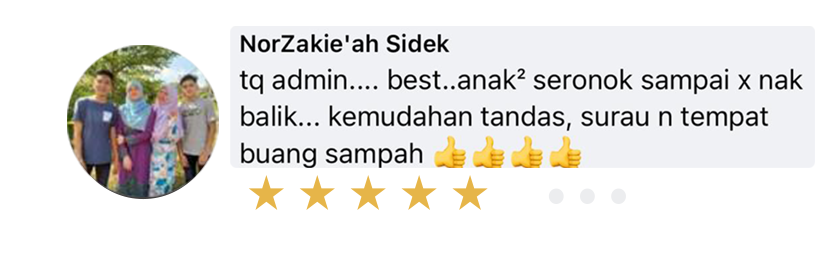 NorZakie'ah Sidek
tq admin.... best..anak² seronok sampai x nak
balik... kemudahan tandas, surau n tempat
buang sampah 👍👍👍👍